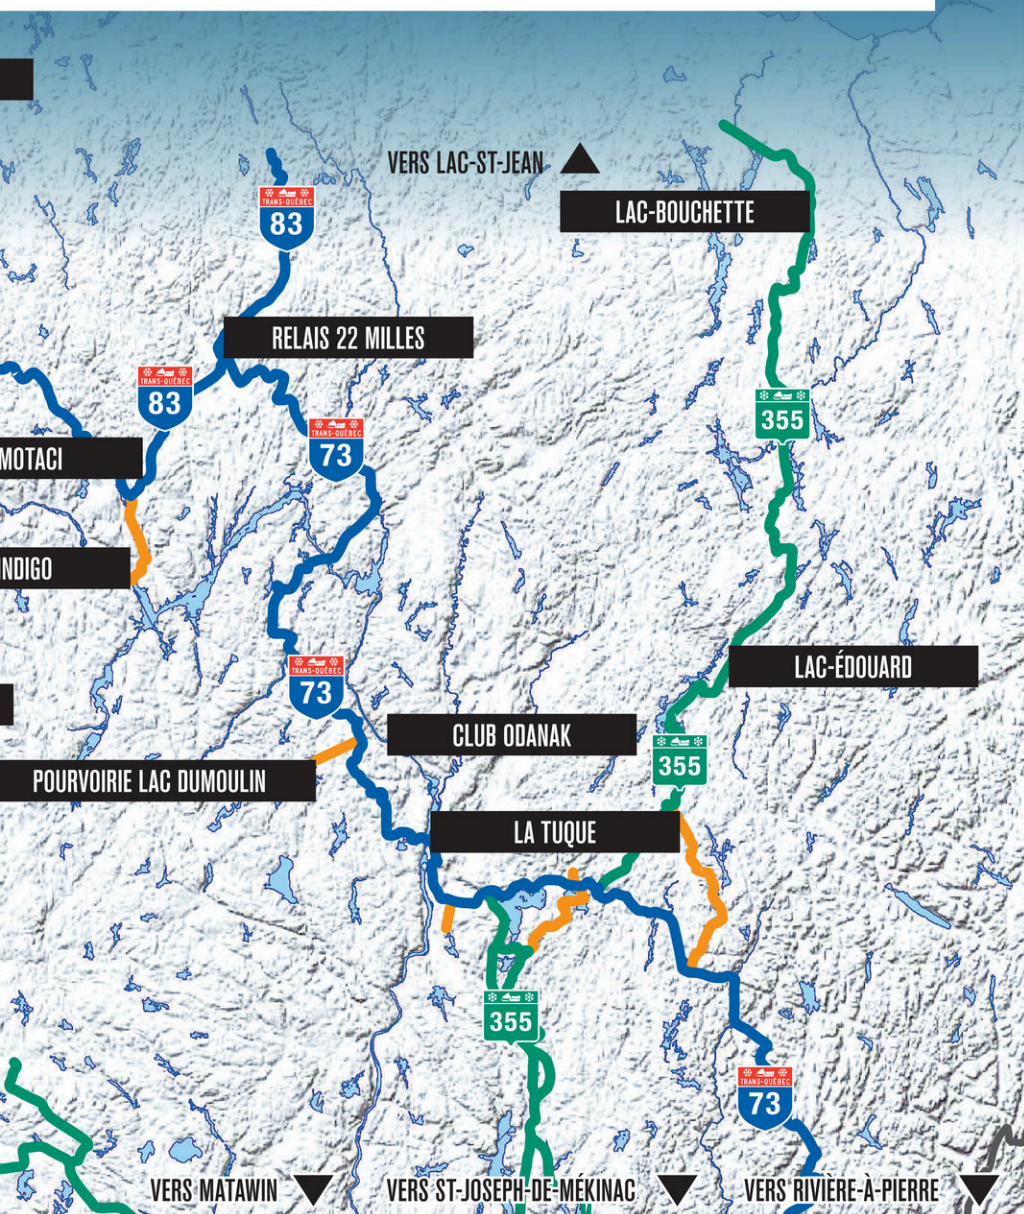 VERS LAC-ST-JEAN
LAC-BOUCHETTE
TRANS-QUÉBEC
83
RELAIS 22 MILLES
TRANS-QUÉBEC
83
355
TRANS-QUÉBEC
73
MOTACI
INDIGO
LAC-ÉDOUARD
TRANS-QUÉBEC
73
CLUB ODANAK
355
POURVOIRIE LAC DUMOULIN
LA TUQUE
355
TRANS-QUÉBEC
73
VERS MATAWIN
VERS ST-JOSEPH-DE-MÉKINAC
VERS RIVIÈRE-À-PIERRE